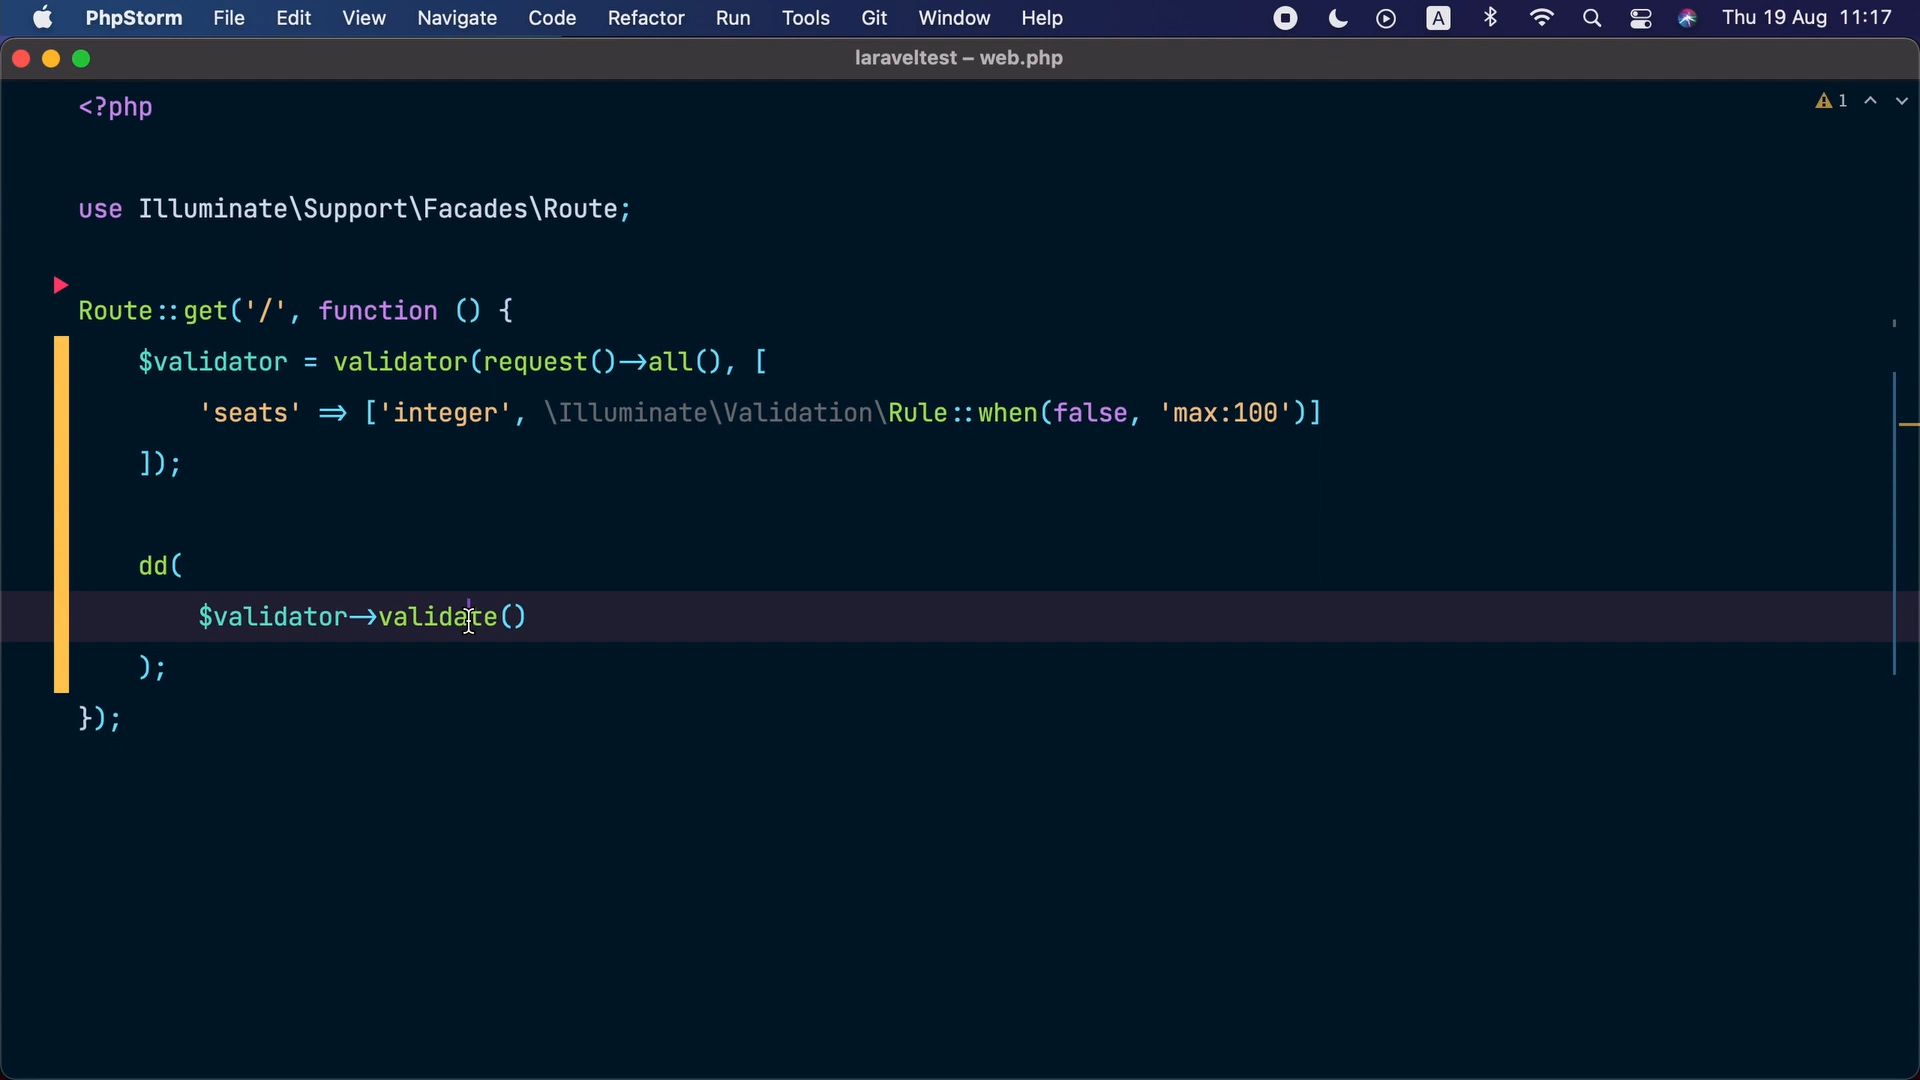 PhpStorm File Edit View Navigate Code Refactor Run Tools Git Window Help A Thu 19 Aug 11:17
laraveltest – web.php
<?php
1
use Illuminate\Support\Facades\Route;
Route::get('/', function () {
$validator = validator(request()->all(), [
'seats' => ['integer', \Illuminate\Validation\Rule::when(false, 'max:100')]
]);
dd(
$validator->validate()
);
});